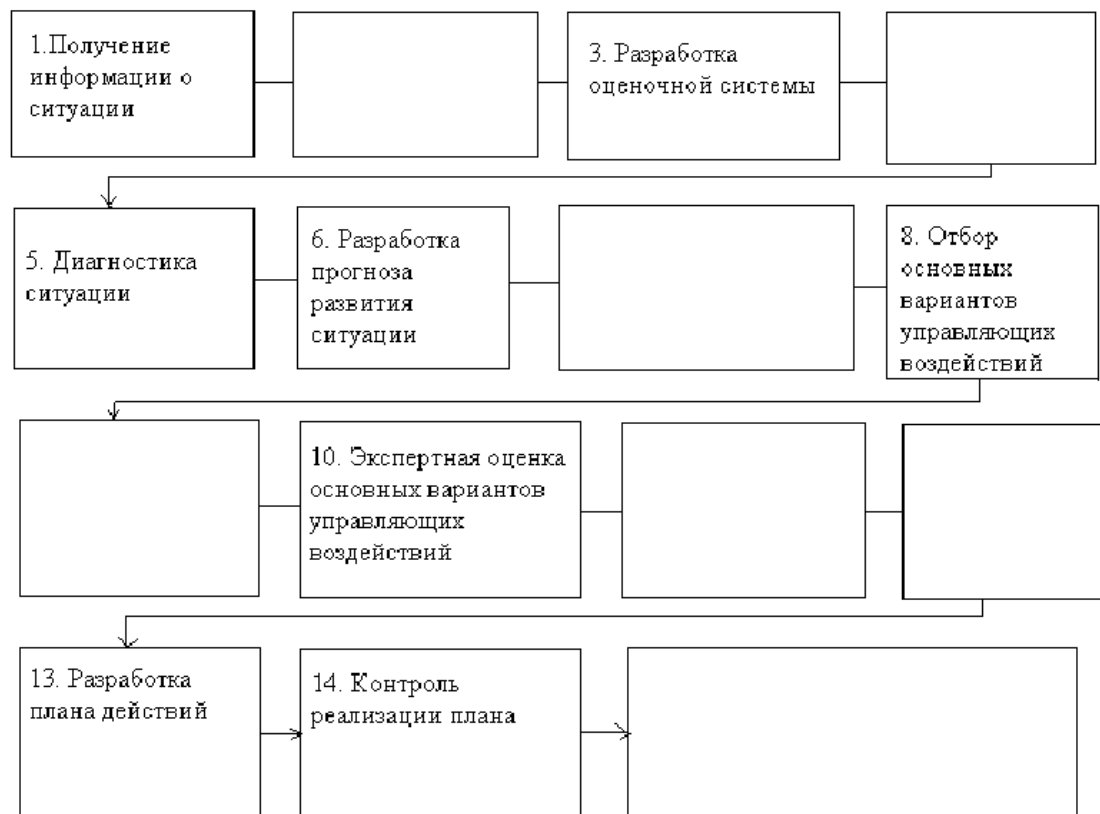 1.Получение
информации о
ситуации
3. Разработка
оценочной системы
5. Диагностика
ситуации
6. Разработка
прогноза
развития
ситуации
8. Отбор
основных
вариантов
управляющих
воздействий
10. Экспертная оценка
основных вариантов
управляющих
воздействий
13. Разработка
плана действий
14. Контроль
реализации плана